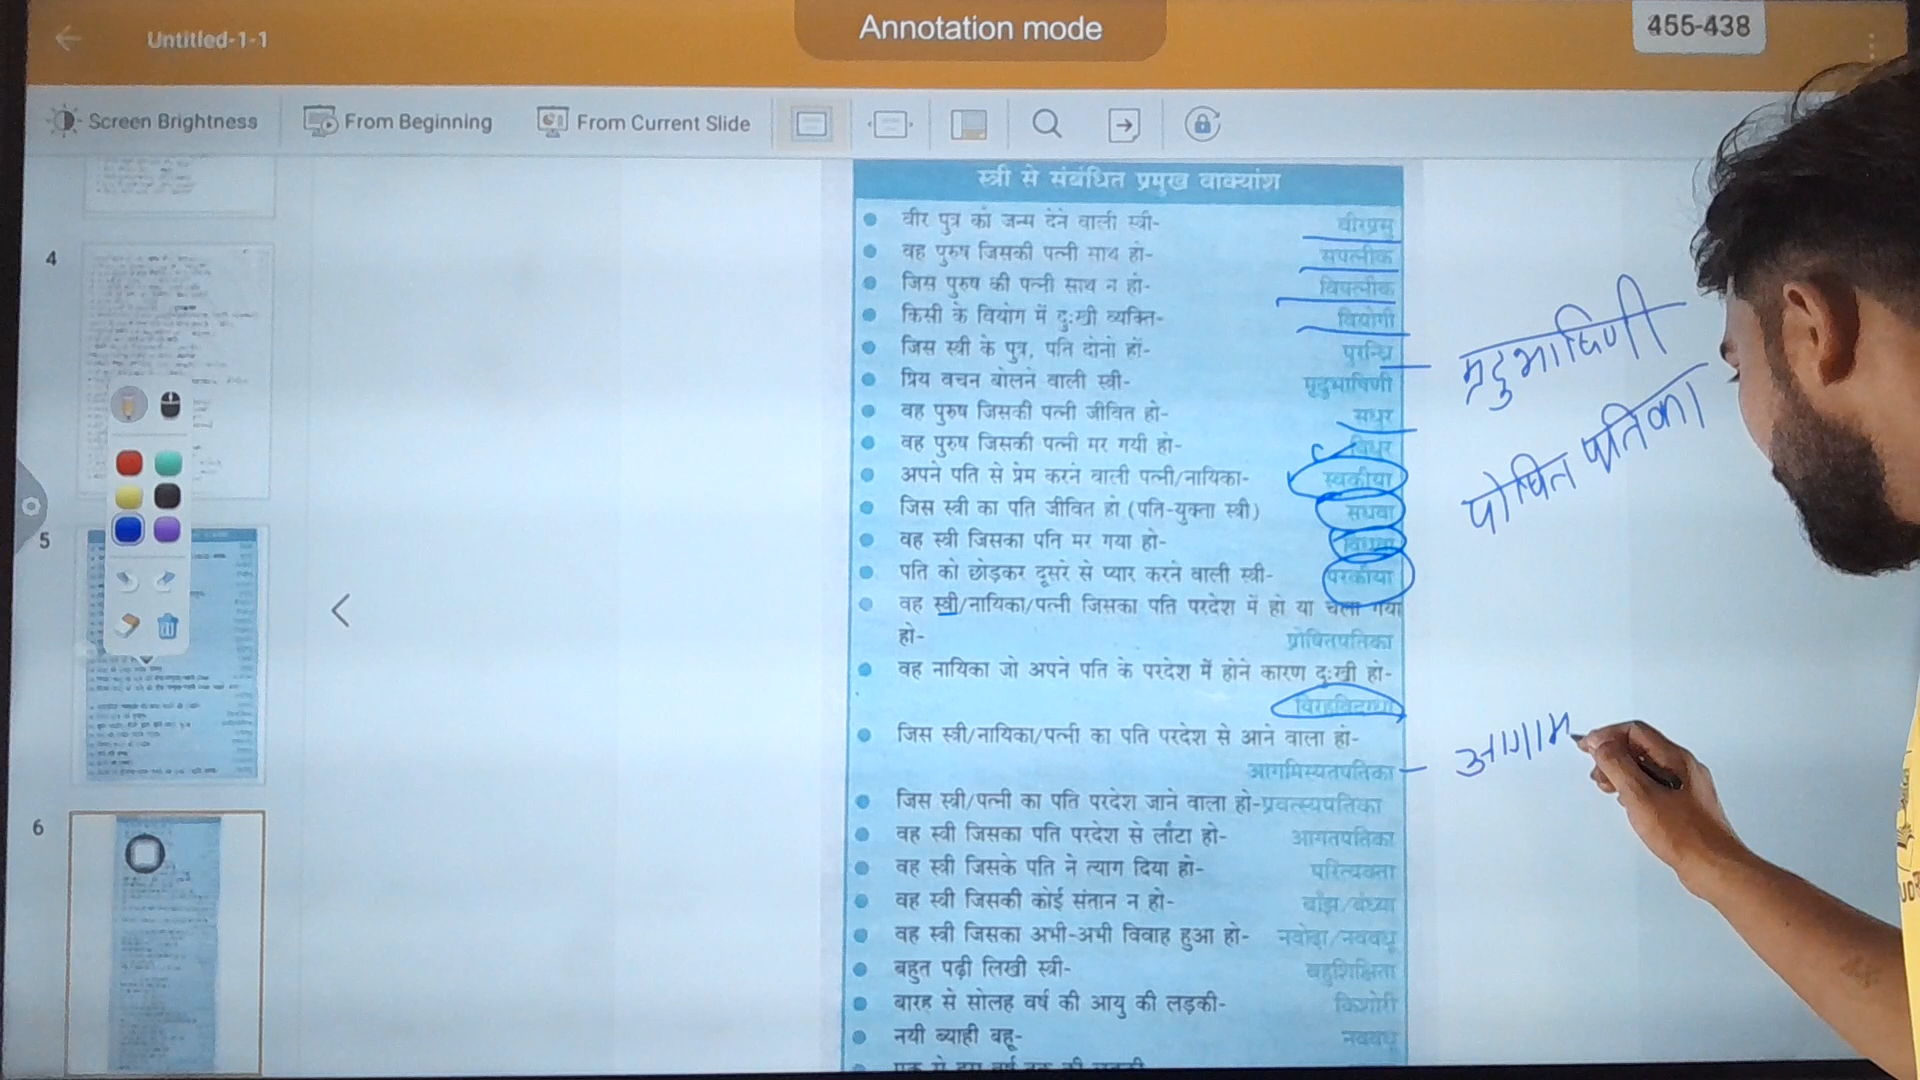 Annotation mode
455-438
Untitled-1-1
Screen Brightness From Beginning From Current Slide
स्त्री से संबंधित प्रमुख वाक्यांश
वीर पुत्र को जन्म देने वाली स्त्री- वीरप्रसु
वह पुरुष जिसकी पत्नी साथ हो- सपत्नीक
जिस पुरुष की पत्नी साथ न हो- विपत्नीक
किसी के वियोग में दुःखी व्यक्ति- वियोगी
जिस स्त्री के पुत्र, पति दोनों हों- पुरन्ध्रि
प्रिय वचन बोलने वाली स्त्री- मृदुभाषिणी
वह पुरुष जिसकी पत्नी जीवित हो- सधुर
वह पुरुष जिसकी पत्नी मर गयी हो- विधुर
अपने पति से प्रेम करने वाली पत्नी/नायिका- स्वकीया
जिस स्त्री का पति जीवित हो (पति-युक्ता स्त्री) सधवा
वह स्त्री जिसका पति मर गया हो- विधवा
पति को छोड़कर दूसरे से प्यार करने वाली स्त्री- परकीया
वह स्त्री/नायिका/पत्नी जिसका पति परदेश में हो या चला गया
हो- प्रोषितपतिका
वह नायिका जो अपने पति के परदेश में होने कारण दुःखी हो-
जिस स्त्री/नायिका/पत्नी का पति परदेश से आने वाला हो-
आगमिस्यतपतिका
जिस स्त्री/पत्नी का पति परदेश जाने वाला हो-प्रवत्स्यपतिका
वह स्त्री जिसका पति परदेश से लौटा हो- आगतपतिका
वह स्त्री जिसके पति ने त्याग दिया हो- परित्यक्ता
वह स्त्री जिसकी कोई संतान न हो- बाँझ/बंध्या
वह स्त्री जिसका अभी-अभी विवाह हुआ हो- नवोढ़ा/नववधू
बहुत पढ़ी लिखी स्त्री- बहुशिक्षिता
बारह से सोलह वर्ष की आयु की लड़की- किशोरी
नयी ब्याही बहू- नववधू
मृदुभाषिणी
पोषित पतिका
आगाम
4
5
6